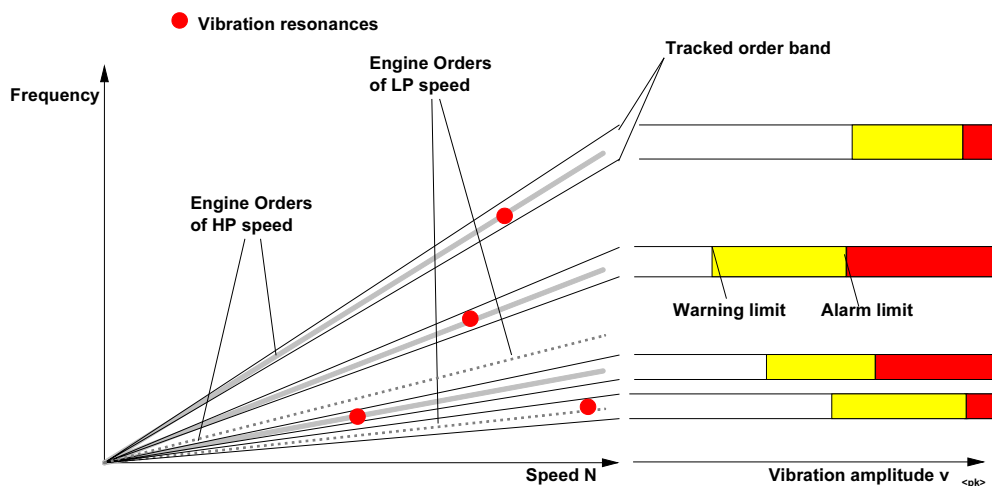 Vibration resonances
Tracked order band
Engine Orders
of LP speed
Frequency
Engine Orders
of HP speed
Warning limit
Alarm limit
Speed N
Vibration amplitude v <pk>